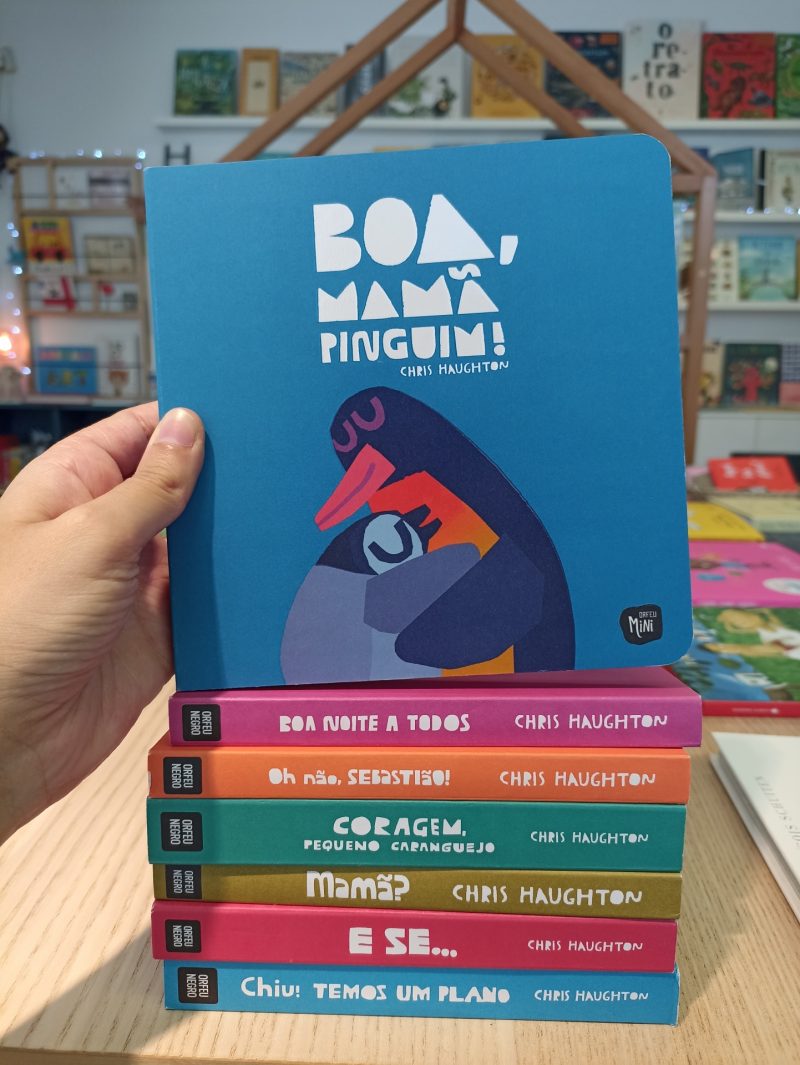 o
re
tra
to
BOA,
MAMÃ
PINGUIM!
CHRIS HAUGHTON
ORFEU
MiNi
ORFEU NEGRO BOA NOITE A TODOS CHRIS HAUGHTON
ORFEU NEGRO Oh não, SEBASTIÃO! CHRIS HAUGHTON
ORFEU NEGRO CORAGEM, PEQUENO CARANGUEJO CHRIS HAUGHTON
ORFEU NEGRO Mamã? CHRIS HAUGHTON
ORFEU NEGRO E SE... CHRIS HAUGHTON
ORFEU NEGRO Chiu! TEMOS UM PLANO CHRIS HAUGHTON